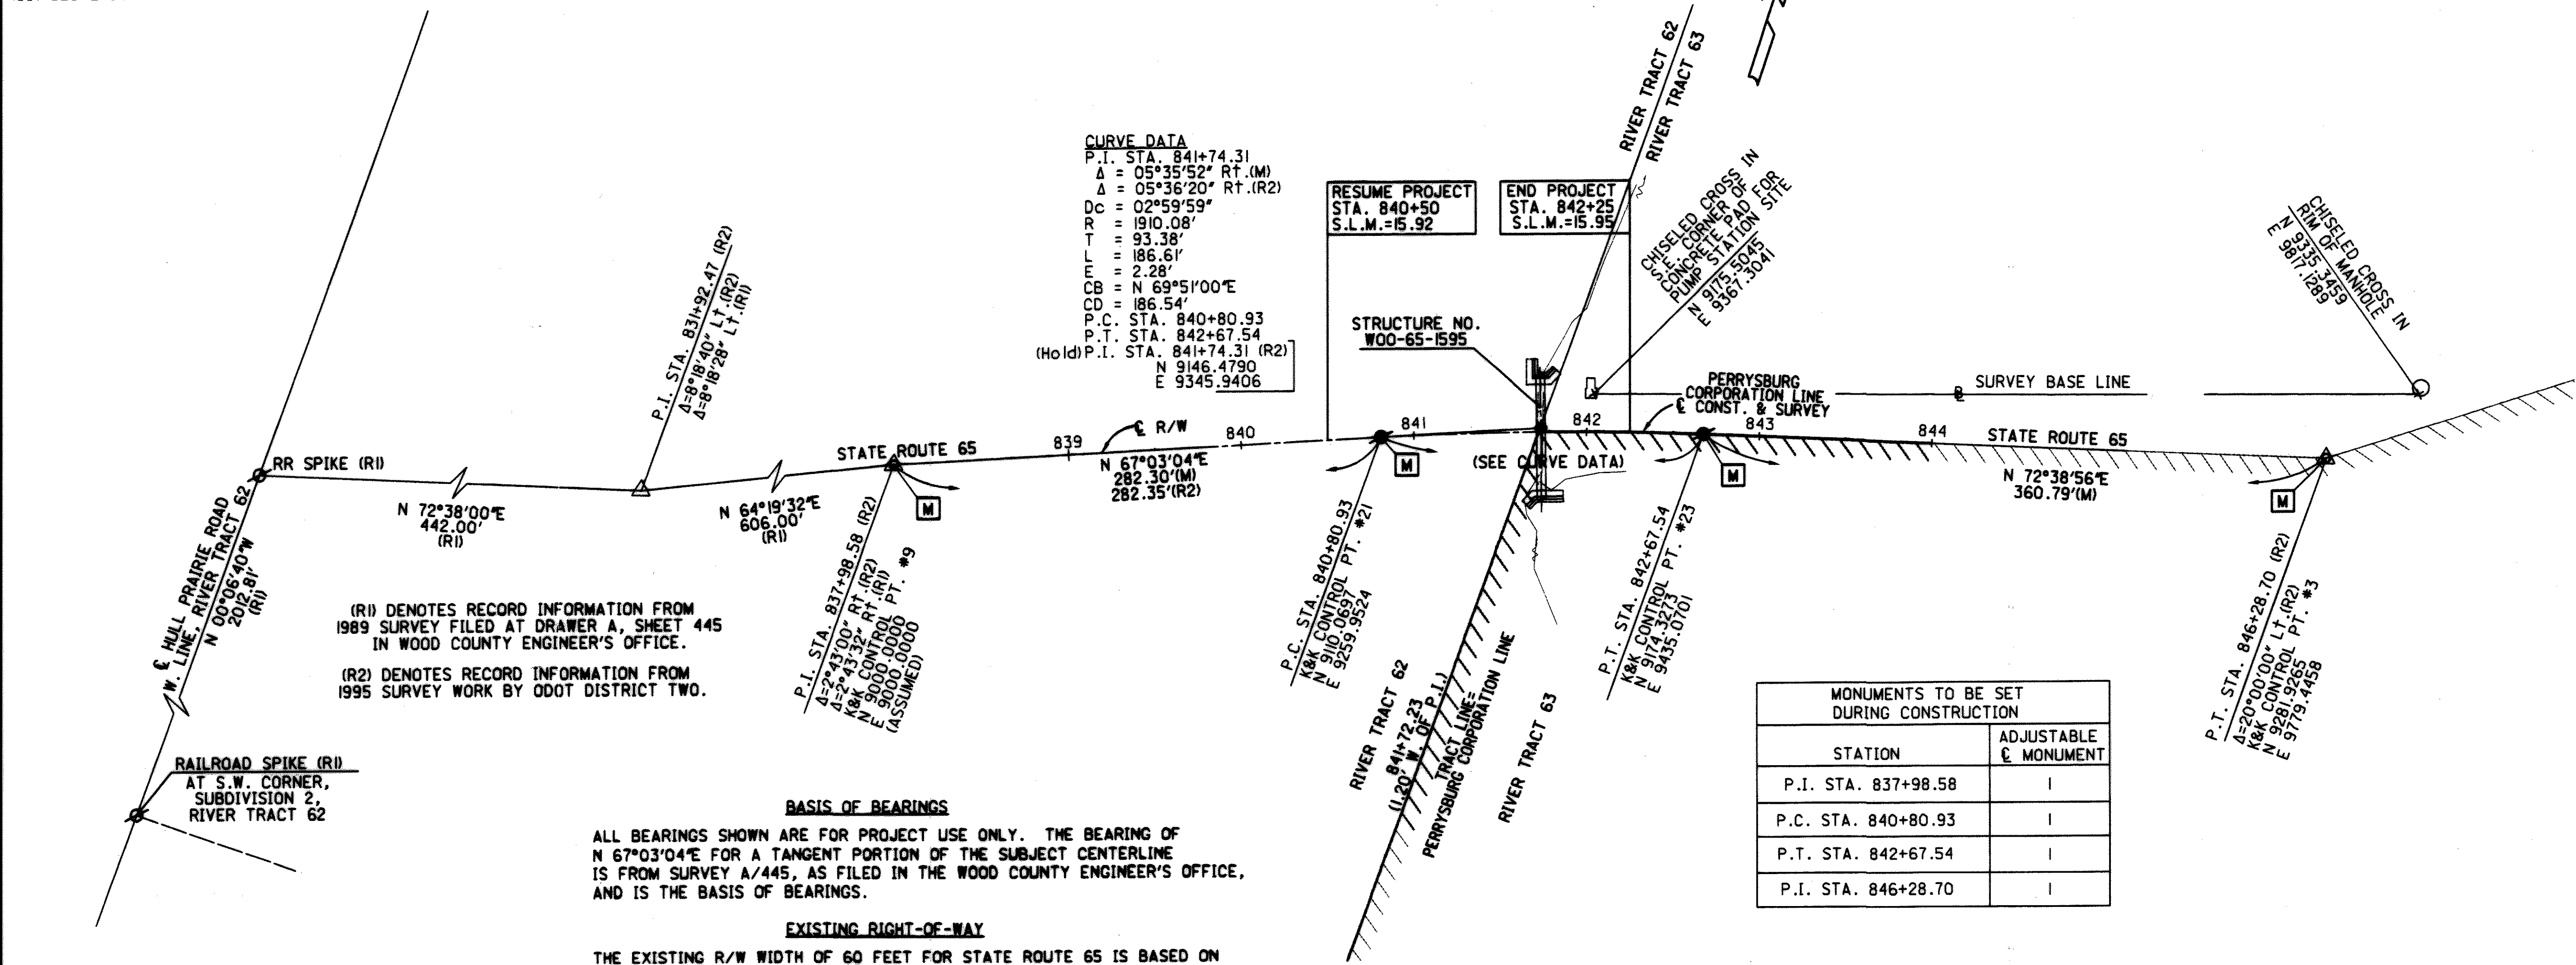 CURVE DATA
P.I. STA. 841+74.31
Δ = 05°35'52" Rt.(M)
Δ = 05°36'20" Rt.(R2)
Dc = 02°59'59"
R = 1910.08'
T = 93.38'
L = 186.61'
E = 2.28'
CB = N 69°51'00"E
CD = 186.54'
P.C. STA. 840+80.93
P.T. STA. 842+67.54
(Hold) P.I. STA. 841+74.31 (R2)
N 9146.4790
E 9345.9406
RESUME PROJECT
STA. 840+50
S.L.M.=15.92
END PROJECT
STA. 842+25
S.L.M.=15.95
RIVER TRACT 62
RIVER TRACT 63
CHISELED CROSS IN
S.E. CORNER OF
CONCRETE PAD FOR
PUMP STATION SITE
N 9175.5045
E 9367.3041
CHISELED CROSS IN
RIM OF MANHOLE
N 9335.3459
E 9817.1289
STRUCTURE NO.
WOO-65-1595
P.I. STA. 831+92.47 (R2)
Δ=8°18'40" Lt.(R2)
Δ=8°18'28" Lt.(R1)
PERRYSBURG
CORPORATION LINE
℄ CONST. & SURVEY
SURVEY BASE LINE
RR SPIKE (R1)
STATE ROUTE 65
839
℄ R/W
840
841
842
843
844
STATE ROUTE 65
N 72°38'00"E
442.00'
(R1)
N 64°19'32"E
606.00'
(R1)
M
N 67°03'04"E
282.30'(M)
282.35'(R2)
M
(SEE CURVE DATA)
M
N 72°38'56"E
360.79'(M)
M
℄ HULL PRAIRIE ROAD
W. LINE, RIVER TRACT 62
N 00°06'40"W
2012.81'
(R1)
P.I. STA. 837+98.58 (R2)
Δ=2°43'00" Rt.(R2)
Δ=2°43'32" Rt.(R1)
K&K CONTROL PT. #9
N 9000.0000
E 9000.0000
(ASSUMED)
P.C. STA. 840+80.93
K&K CONTROL PT. #21
N 9110.0697
E 9259.9524
P.T. STA. 842+67.54
K&K CONTROL PT. #23
N 9174.3273
E 9435.0701
P.T. STA. 846+28.70 (R2)
Δ=20°00'00" Lt.(R2)
K&K CONTROL PT. #3
N 9281.9265
E 9779.4458
(R1) DENOTES RECORD INFORMATION FROM
1989 SURVEY FILED AT DRAWER A, SHEET 445
IN WOOD COUNTY ENGINEER'S OFFICE.
(R2) DENOTES RECORD INFORMATION FROM
1995 SURVEY WORK BY ODOT DISTRICT TWO.
RIVER TRACT 62
841+72.23
(1.20' W. OF P.I.)
TRACT LINE=
PERRYSBURG CORPORATION LINE
RIVER TRACT 63
RAILROAD SPIKE (R1)
AT S.W. CORNER,
SUBDIVISION 2,
RIVER TRACT 62
MONUMENTS TO BE SET
DURING CONSTRUCTION
STATION
ADJUSTABLE
℄ MONUMENT
P.I. STA. 837+98.58 1
P.C. STA. 840+80.93 1
P.T. STA. 842+67.54 1
P.I. STA. 846+28.70 1
BASIS OF BEARINGS
ALL BEARINGS SHOWN ARE FOR PROJECT USE ONLY. THE BEARING OF
N 67°03'04"E FOR A TANGENT PORTION OF THE SUBJECT CENTERLINE
IS FROM SURVEY A/445, AS FILED IN THE WOOD COUNTY ENGINEER'S OFFICE,
AND IS THE BASIS OF BEARINGS.
EXISTING RIGHT-OF-WAY
THE EXISTING R/W WIDTH OF 60 FEET FOR STATE ROUTE 65 IS BASED ON